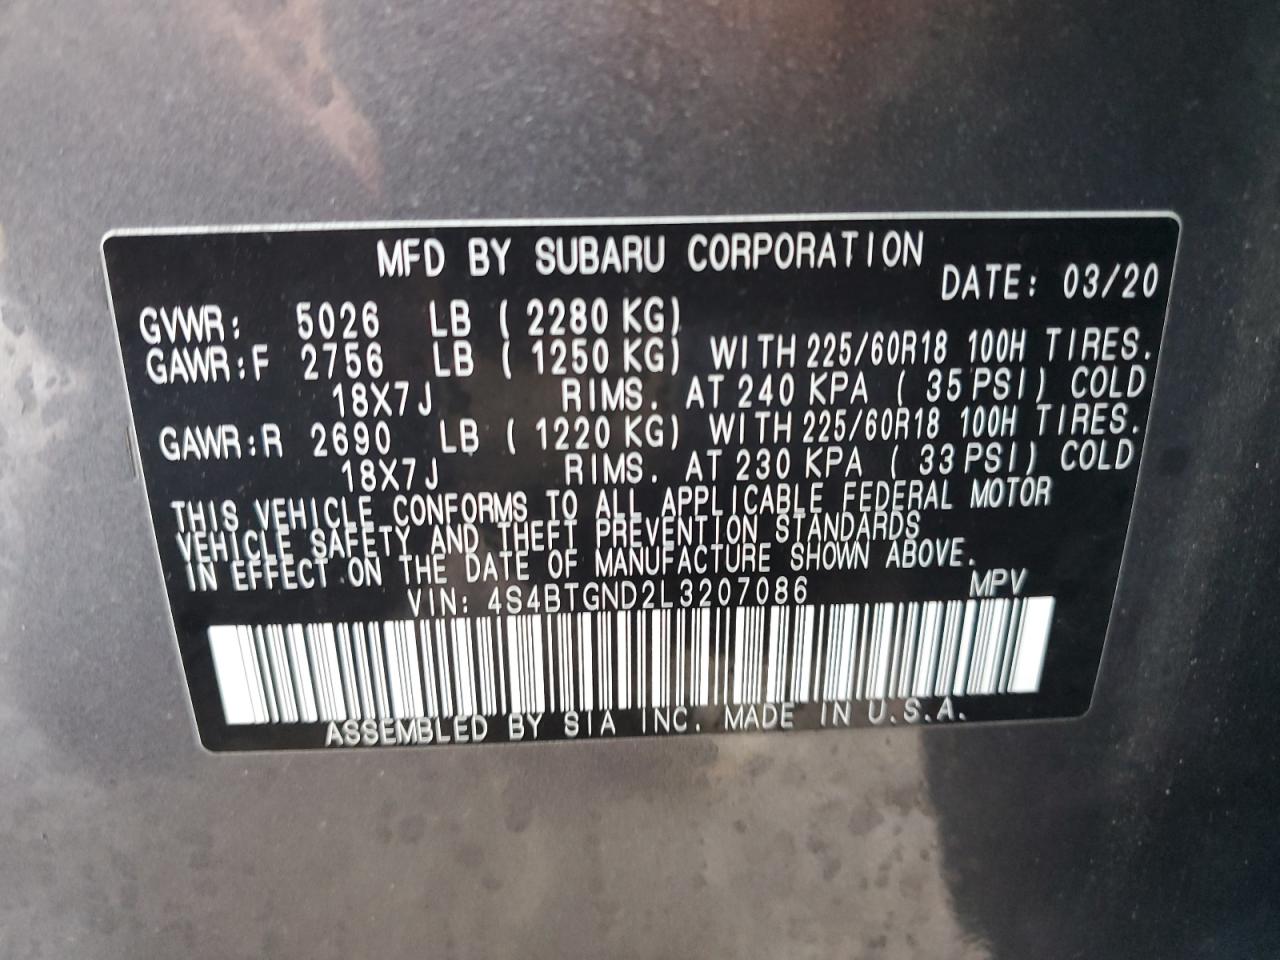 MFD BY SUBARU CORPORATION
DATE: 03/20
GVWR: 5026 LB ( 2280 KG)
GAWR:F 2756 LB ( 1250 KG) WITH 225/60R18 100H TIRES.
18X7J RIMS. AT 240 KPA ( 35 PSI) COLD
GAWR:R 2690 LB ( 1220 KG) WITH 225/60R18 100H TIRES.
18X7J RIMS. AT 230 KPA ( 33 PSI) COLD
THIS VEHICLE CONFORMS TO ALL APPLICABLE FEDERAL MOTOR
VEHICLE SAFETY AND THEFT PREVENTION STANDARDS
IN EFFECT ON THE DATE OF MANUFACTURE SHOWN ABOVE.
VIN: 4S4BTGND2L3207086 MPV
ASSEMBLED BY SIA INC. MADE IN U.S.A.